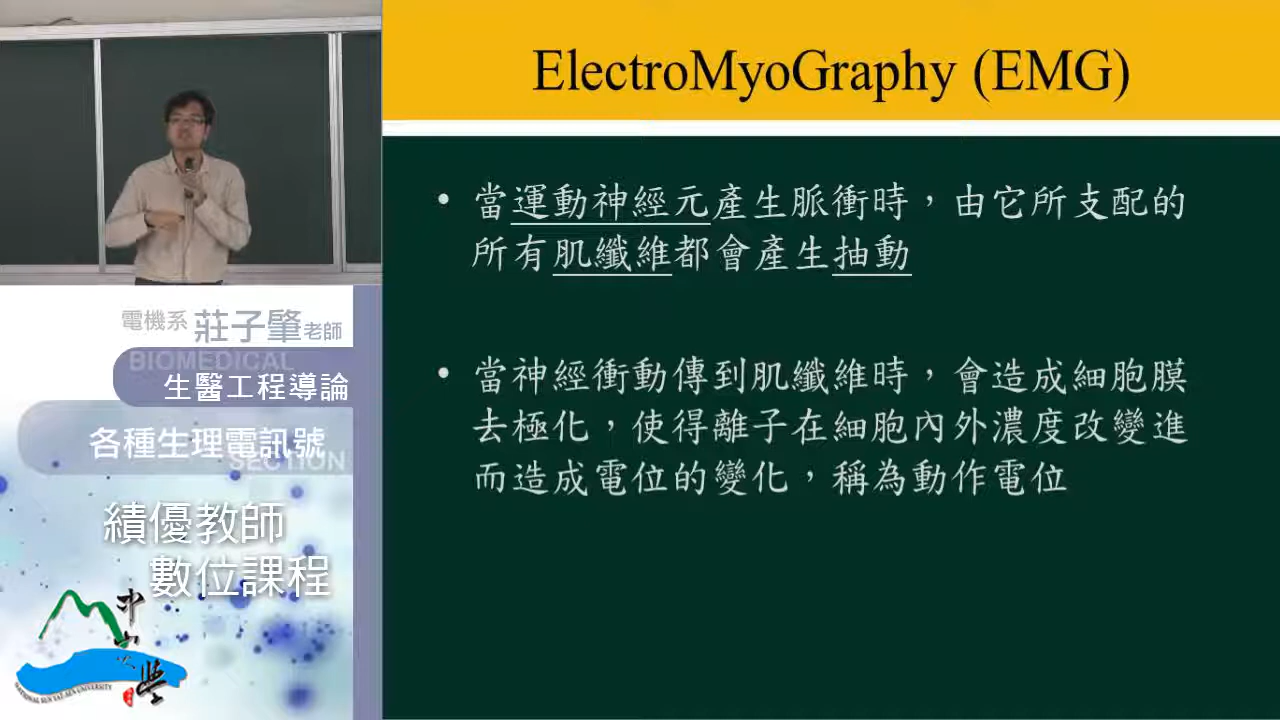 ElectroMyoGraphy (EMG)
• 當運動神經元產生脈衝時，由它所支配的
所有肌纖維都會產生抽動
• 當神經衝動傳到肌纖維時，會造成細胞膜
去極化，使得離子在細胞內外濃度改變進
而造成電位的變化，稱為動作電位
電機系 莊子肇老師
BIOMEDICAL
生醫工程導論
各種生理電訊號
SECTION
績優教師
數位課程
中山大學
NATIONAL SUN YAT-SEN UNIVERSITY